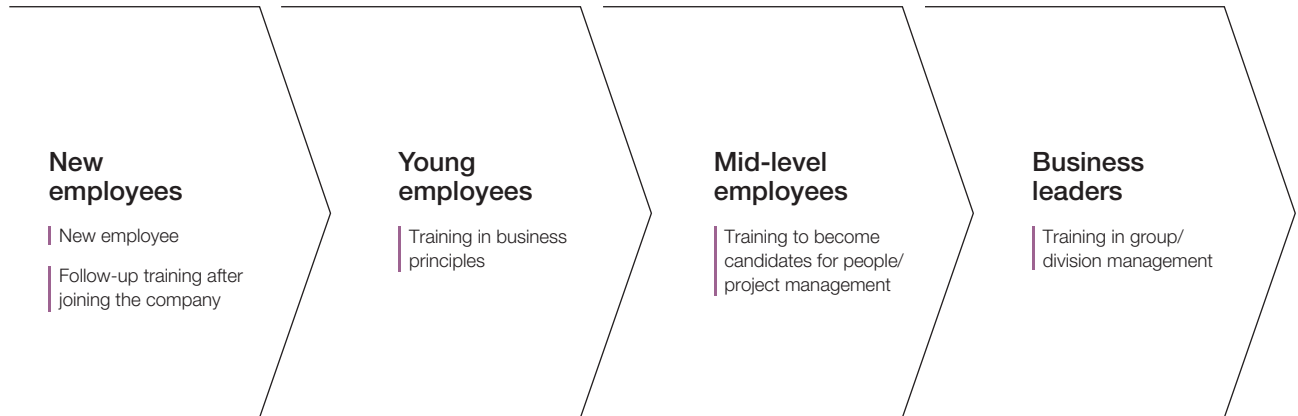 New
employees
New employee
Follow-up training after
joining the company
Young
employees
Training in business
principles
Mid-level
employees
Training to become
candidates for people/
project management
Business
leaders
Training in group/
division management